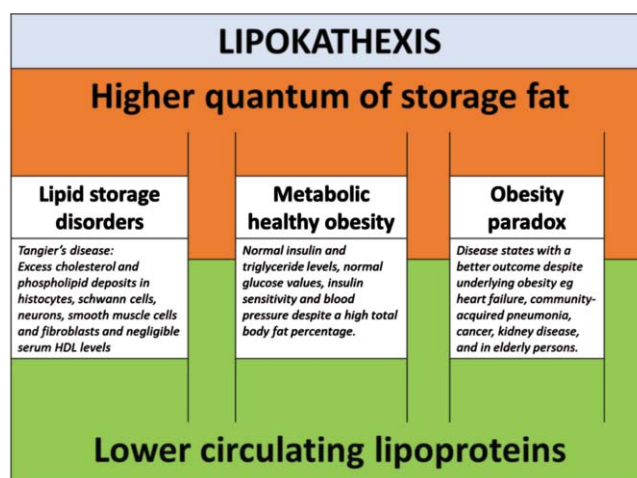 LIPOKATHEXIS
Higher quantum of storage fat
Lipid storage
disorders
Tangier's disease:
Excess cholesterol and
phospholipid deposits in
histocytes, schwann cells,
neurons, smooth muscle cells
and fibroblasts and negligible
serum HDL levels
Metabolic
healthy obesity
Normal insulin and
triglyceride levels, normal
glucose values, insulin
sensitivity and blood
pressure despite a high total
body fat percentage.
Obesity
paradox
Disease states with a
better outcome despite
underlying obesity eg
heart failure, community-
acquired pneumonia,
cancer, kidney disease,
and in elderly persons.
Lower circulating lipoproteins